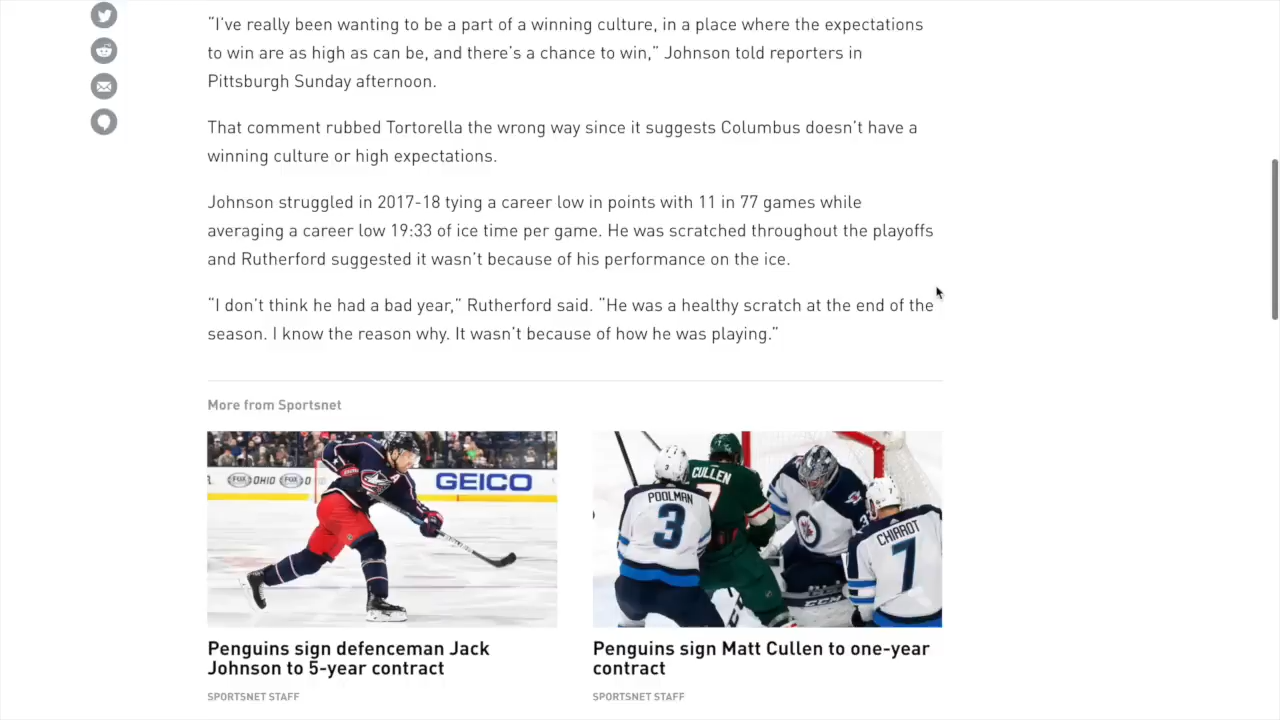 “I’ve really been wanting to be a part of a winning culture, in a place where the expectations
to win are as high as can be, and there’s a chance to win,” Johnson told reporters in
Pittsburgh Sunday afternoon.
That comment rubbed Tortorella the wrong way since it suggests Columbus doesn’t have a
winning culture or high expectations.
Johnson struggled in 2017-18 tying a career low in points with 11 in 77 games while
averaging a career low 19:33 of ice time per game. He was scratched throughout the playoffs
and Rutherford suggested it wasn’t because of his performance on the ice.
“I don’t think he had a bad year,” Rutherford said. “He was a healthy scratch at the end of the
season. I know the reason why. It wasn’t because of how he was playing.”
More from Sportsnet
FOX OHIO FOX
GEICO
A
CULLEN
7
3
POOLMAN
3
CHIAROT
7
7
CCM
Penguins sign defenceman Jack
Johnson to 5-year contract
SPORTSNET STAFF
Penguins sign Matt Cullen to one-year
contract
SPORTSNET STAFF